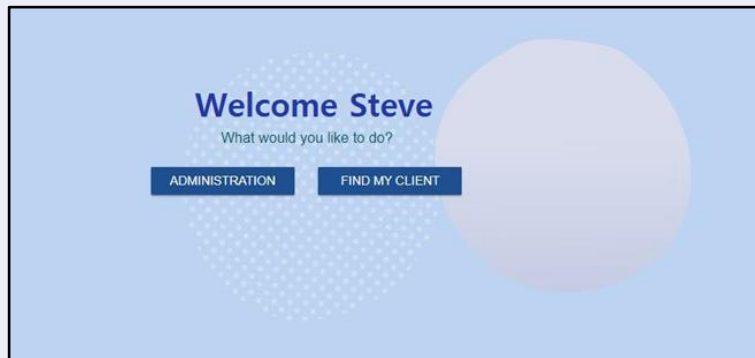 Welcome Steve
What would you like to do?
ADMINISTRATION
FIND MY CLIENT